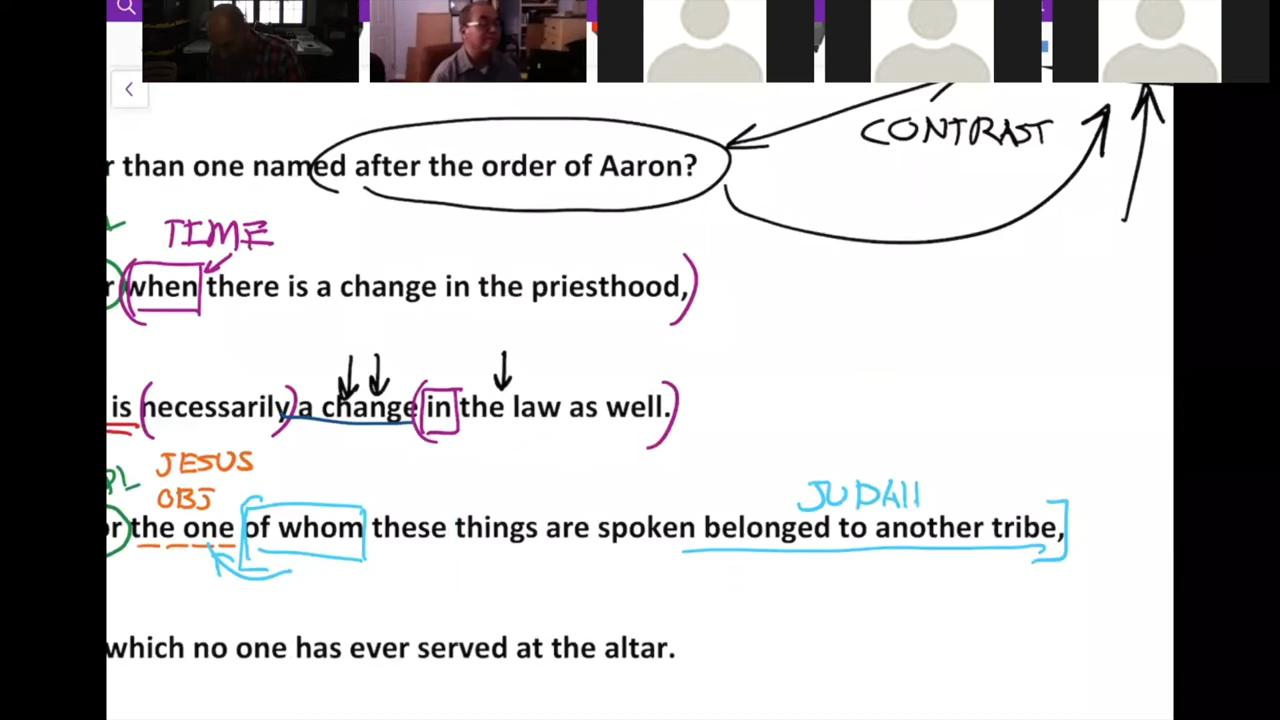 CONTRAST
r than one named after the order of Aaron?
TIME
r when there is a change in the priesthood,
is necessarily a change in the law as well.
JESUS
OBJ
JUDAH
or the one of whom these things are spoken belonged to another tribe,
which no one has ever served at the altar.